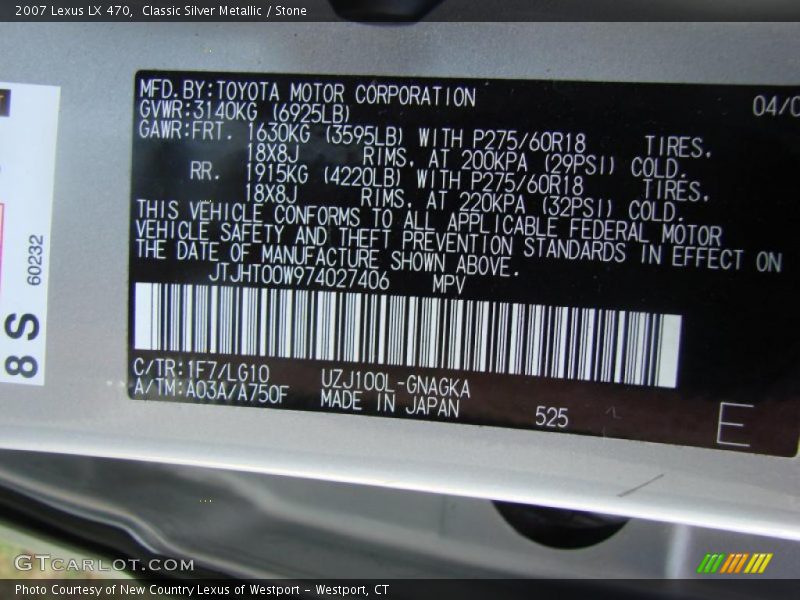 2007 Lexus LX 470, Classic Silver Metallic / Stone
MFD.BY:TOYOTA MOTOR CORPORATION
GVWR:3140KG (6925LB)
GAWR:FRT. 1630KG (3595LB) WITH P275/60R18 TIRES,
18X8J RIMS, AT 200KPA (29PSI) COLD.
RR. 1915KG (4220LB) WITH P275/60R18 TIRES,
18X8J RIMS, AT 220KPA (32PSI) COLD.
THIS VEHICLE CONFORMS TO ALL APPLICABLE FEDERAL MOTOR
VEHICLE SAFETY AND THEFT PREVENTION STANDARDS IN EFFECT ON
THE DATE OF MANUFACTURE SHOWN ABOVE.
JTJHT00W974027406 MPV
C/TR:1F7/LG10 UZJ100L-GNAGKA
A/TM:A03A/A750F MADE IN JAPAN
525
E
60232
8 S
GTCARLOT.COM
Photo Courtesy of New Country Lexus of Westport - Westport, CT